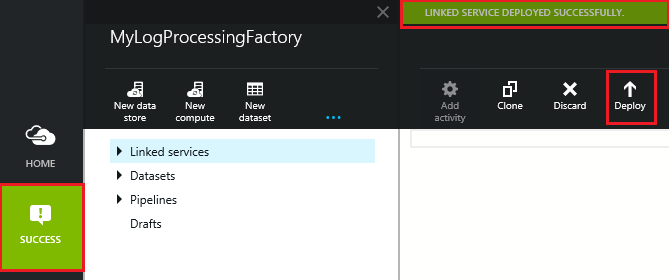 LINKED SERVICE DEPLOYED SUCCESSFULLY.
MyLogProcessingFactory
New data store
New compute
New dataset
...
Add activity
Clone
Discard
Deploy
HOME
SUCCESS
Linked services
Datasets
Pipelines
Drafts